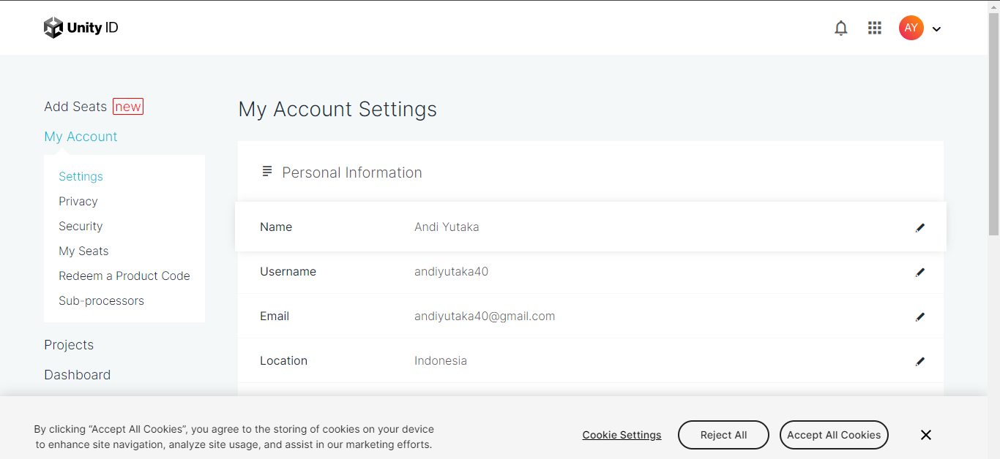 Unity ID
AY
Add Seats new
My Account
Settings
Privacy
Security
My Seats
Redeem a Product Code
Sub-processors
Projects
Dashboard
My Account Settings
Personal Information
Name Andi Yutaka
Username andiyutaka40
Email andiyutaka40@gmail.com
Location Indonesia
By clicking “Accept All Cookies”, you agree to the storing of cookies on your device
to enhance site navigation, analyze site usage, and assist in our marketing efforts.
Cookie Settings
Reject All
Accept All Cookies